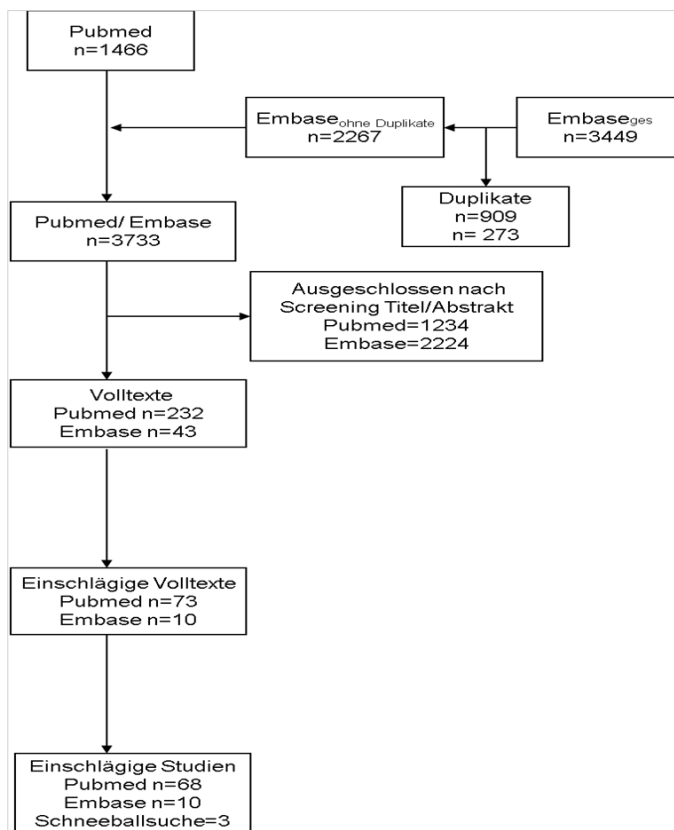 Pubmed
n=1466
Embase ohne Duplikate
n=2267
Embase ges
n=3449
Duplikate
n=909
n= 273
Pubmed/ Embase
n=3733
Ausgeschlossen nach
Screening Titel/Abstrakt
Pubmed=1234
Embase=2224
Volltexte
Pubmed n=232
Embase n=43
Einschlägige Volltexte
Pubmed n=73
Embase n=10
Einschlägige Studien
Pubmed n=68
Embase n=10
Schneeballsuche=3